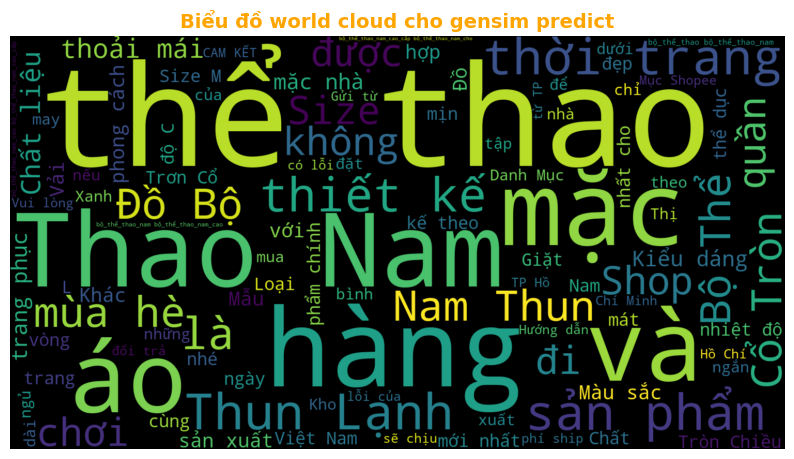 Biểu đồ world cloud cho gensim predict
bộ_thể_thao_nam_cao_cấp bộ_thể_thao_nam_cho
bộ_thể_thao bộ_thể_thao_nam
thoải mái
CAM KẾT
được
hợp
thời trang
dưới
đẹp
Chất liệu
phong cách
Size M
của
mặc nhà
Gửi từ
Đồ
từ TP
để
chỉ
Mục Shopee
thể thao
may
độ C
Size
không
mịn
nhà
tập
thể dục
quần
Vải
nếu
Trơn Cổ
có lỗi
đặt
Danh Mục
nhất cho
theo
Vui lòng
Xanh
Đồ Bộ
thiết kế
mặc
Thị
Bộ Thể
bộ_thể_thao_nam bộ_thể_thao_nam_cao
với
kế theo
Giặt
Kiểu dáng
Cổ Tròn
Thao Nam
mua
phẩm chính
trang phục
L
Khác
Mẫu
Loại
bình
TP Hồ
Nam
Shop
Chí Minh
mùa hè
là
Nam Thun
mát
nhiệt độ
vòng
những
hàng
Hướng dẫn
và
đổi trả
nhé
đi
Hồ Chí
ngắn
trang
áo
ngày
Màu sắc
ngủ
dài
cùng
Thun Lạnh
Kho
lỗi của
xuất
sản phẩm
chơi
sản xuất
Việt Nam
sẽ chịu
mới nhất
phí ship
Chất
Tròn Chiều